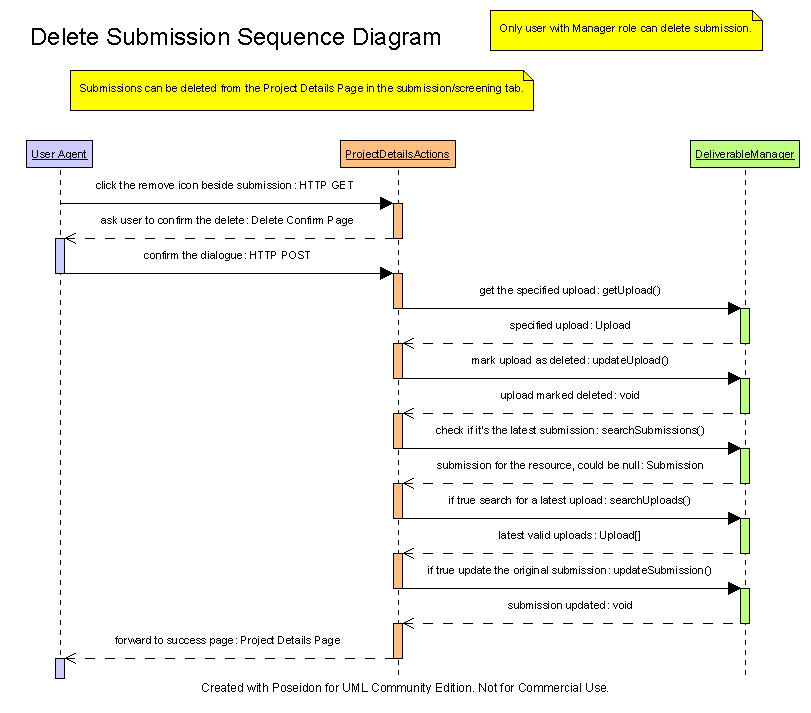 Delete Submission Sequence Diagram
Only user with Manager role can delete submission.
Submissions can be deleted from the Project Details Page in the submission/screening tab.
User Agent
ProjectDetailsActions
DeliverableManager
click the remove icon beside submission : HTTP GET
ask user to confirm the delete : Delete Confirm Page
confirm the dialogue : HTTP POST
get the specified upload : getUpload()
specified upload : Upload
mark upload as deleted : updateUpload()
upload marked deleted : void
check if it's the latest submission : searchSubmissions()
submission for the resource, could be null : Submission
if true search for a latest upload : searchUploads()
latest valid uploads : Upload[]
if true update the original submission : updateSubmission()
submission updated : void
forward to success page : Project Details Page
Created with Poseidon for UML Community Edition. Not for Commercial Use.